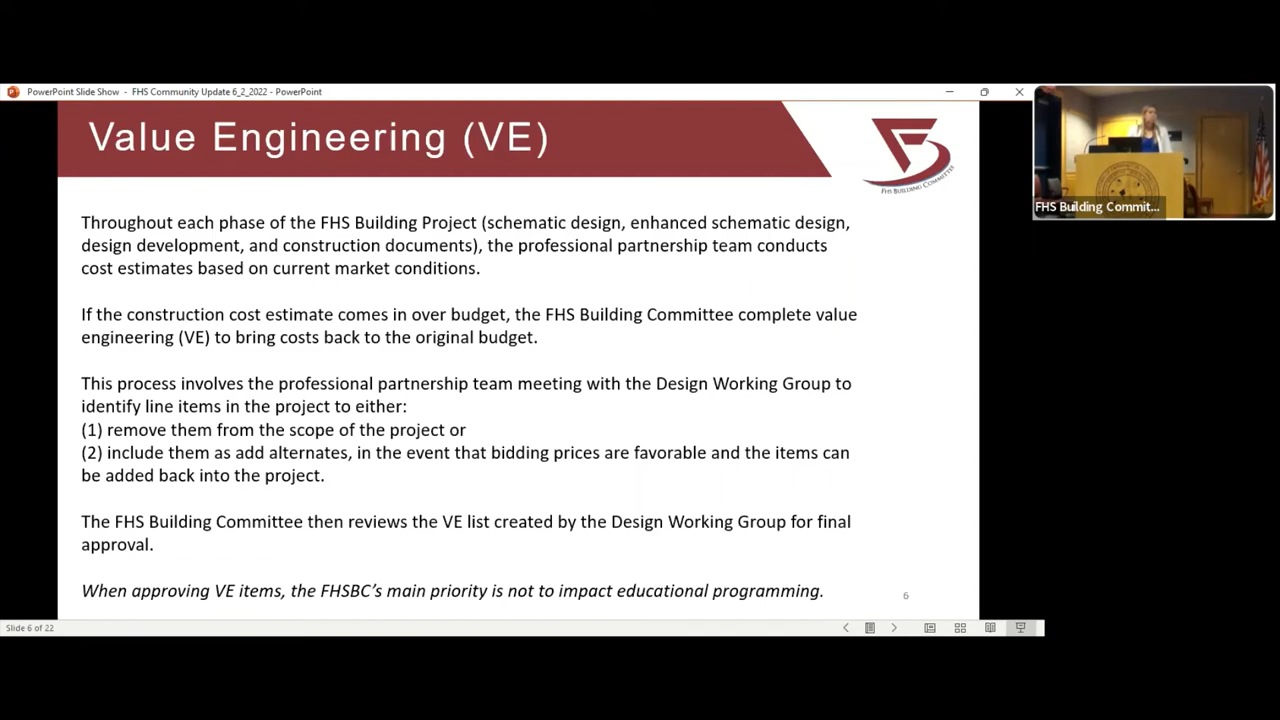 PowerPoint Slide Show - FHS Community Update 6_2_2022 - PowerPoint
Value Engineering (VE)
FHS BUILDING COMMITTEE
FHS Building Commit...
Throughout each phase of the FHS Building Project (schematic design, enhanced schematic design,
design development, and construction documents), the professional partnership team conducts
cost estimates based on current market conditions.
If the construction cost estimate comes in over budget, the FHS Building Committee complete value
engineering (VE) to bring costs back to the original budget.
This process involves the professional partnership team meeting with the Design Working Group to
identify line items in the project to either:
(1) remove them from the scope of the project or
(2) include them as add alternates, in the event that bidding prices are favorable and the items can
be added back into the project.
The FHS Building Committee then reviews the VE list created by the Design Working Group for final
approval.
When approving VE items, the FHSBC's main priority is not to impact educational programming.
6
Slide 6 of 22